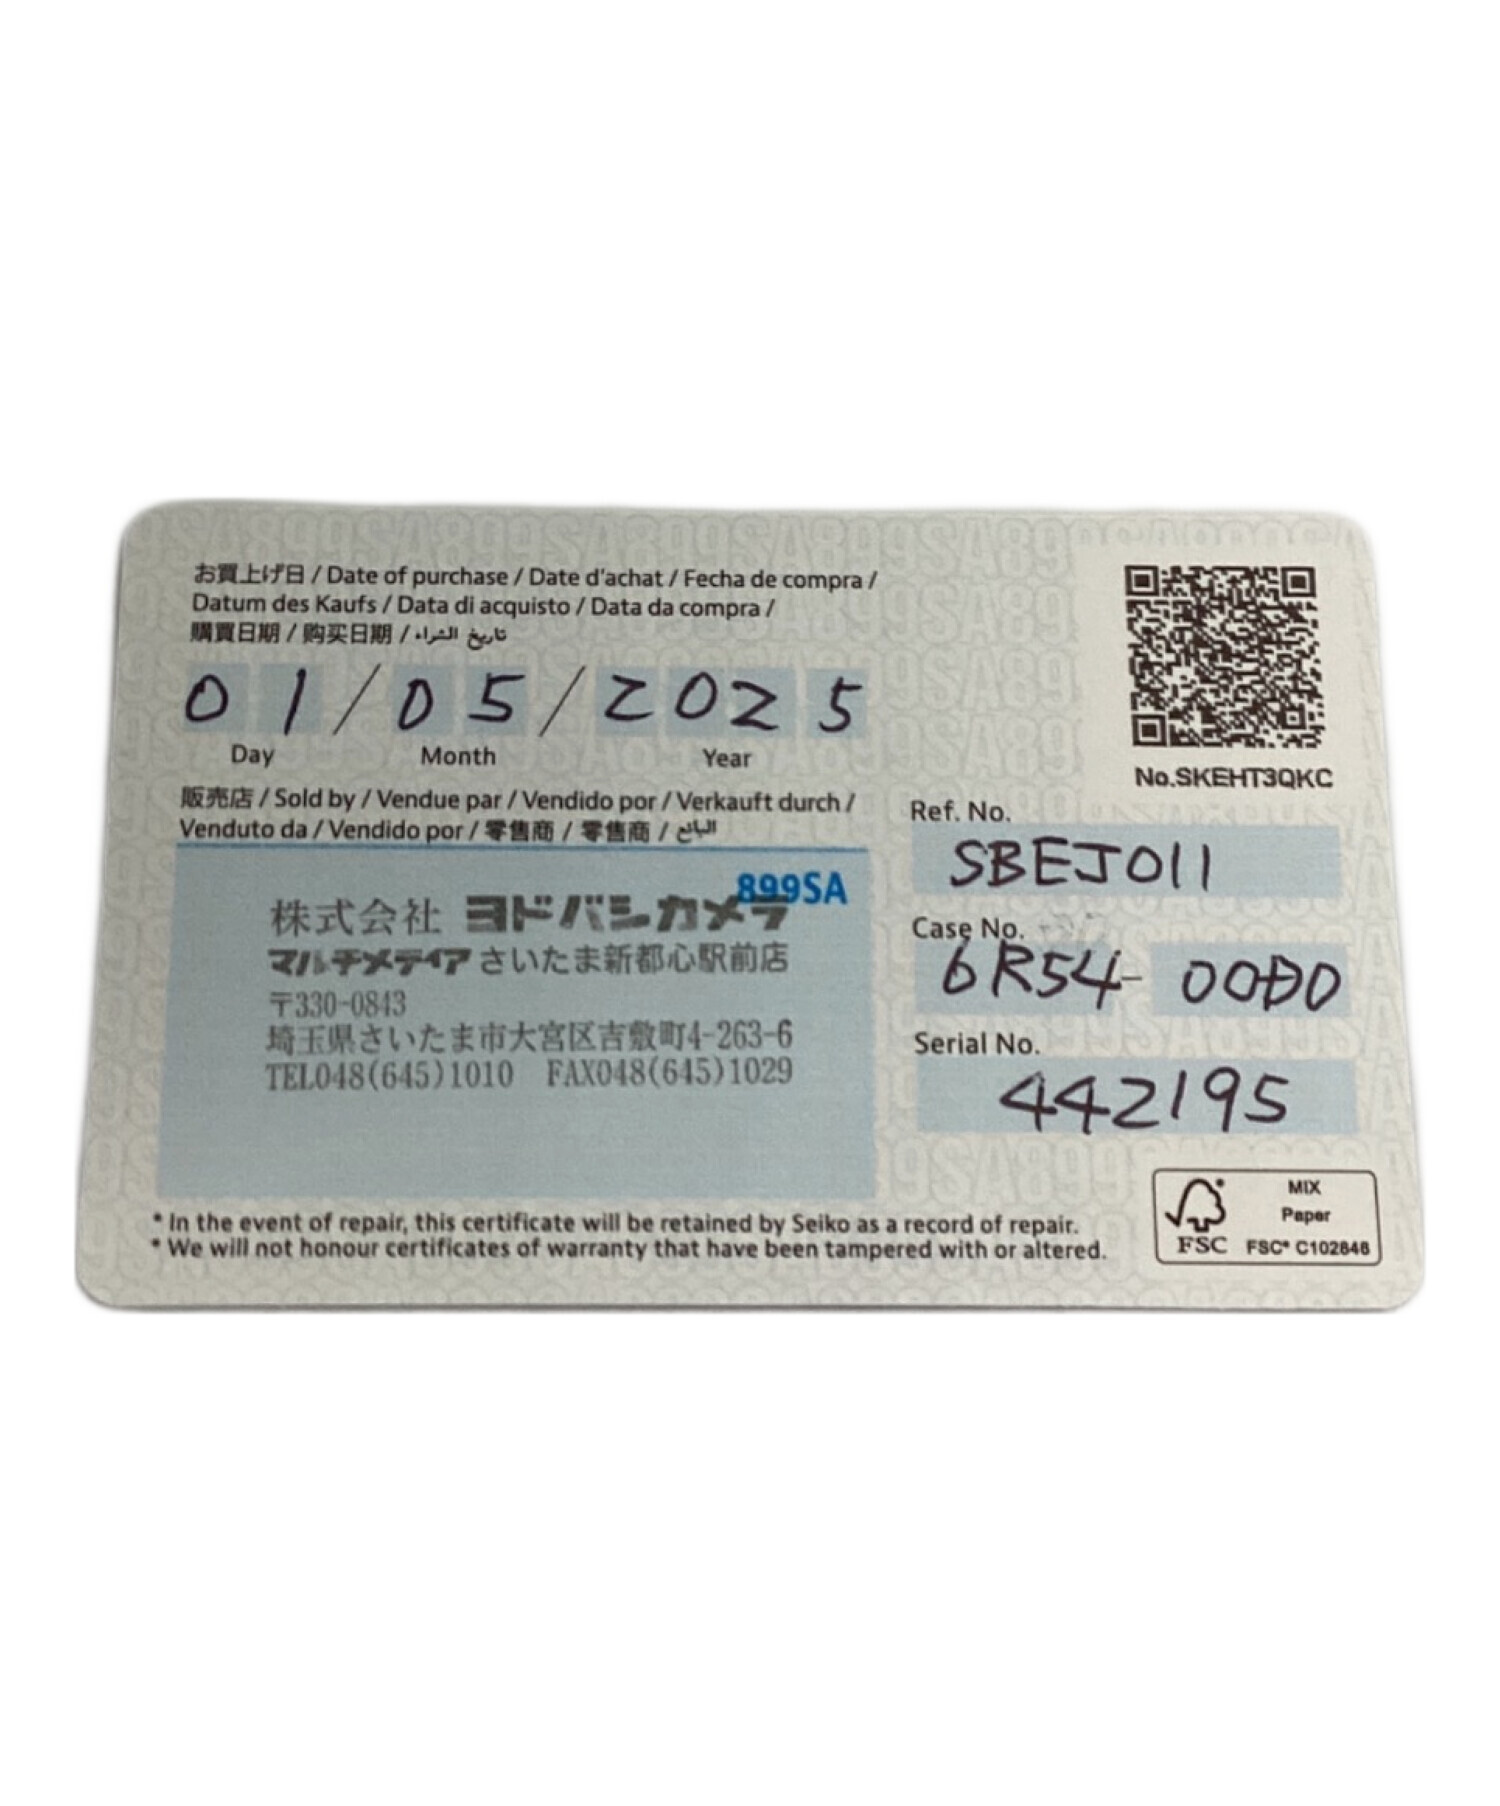 お買上げ日 / Date of purchase / Date d'achat / Fecha de compra /
Datum des Kaufs / Data di acquisto / Data da compra /
購買日期 / 购买日期 / تاريخ الشراء
01/05/2025
Day Month Year
No.SKEHT3QKC
販売店 / Sold by / Vendue par / Vendido por / Verkauft durch /
Venduto da / Vendido por / 零售商 / 零售商 / البائع
899SA
株式会社 ヨドバシカメラ
マルチメディア さいたま新都心駅前店
〒330-0843
埼玉県さいたま市大宮区吉敷町4-263-6
TEL048(645)1010 FAX048(645)1029
Ref. No.
SBEJ011
Case No.
6R54-00D0
Serial No.
442195
* In the event of repair, this certificate will be retained by Seiko as a record of repair.
* We will not honour certificates of warranty that have been tampered with or altered.
MIX
Paper
FSC FSC® C102848